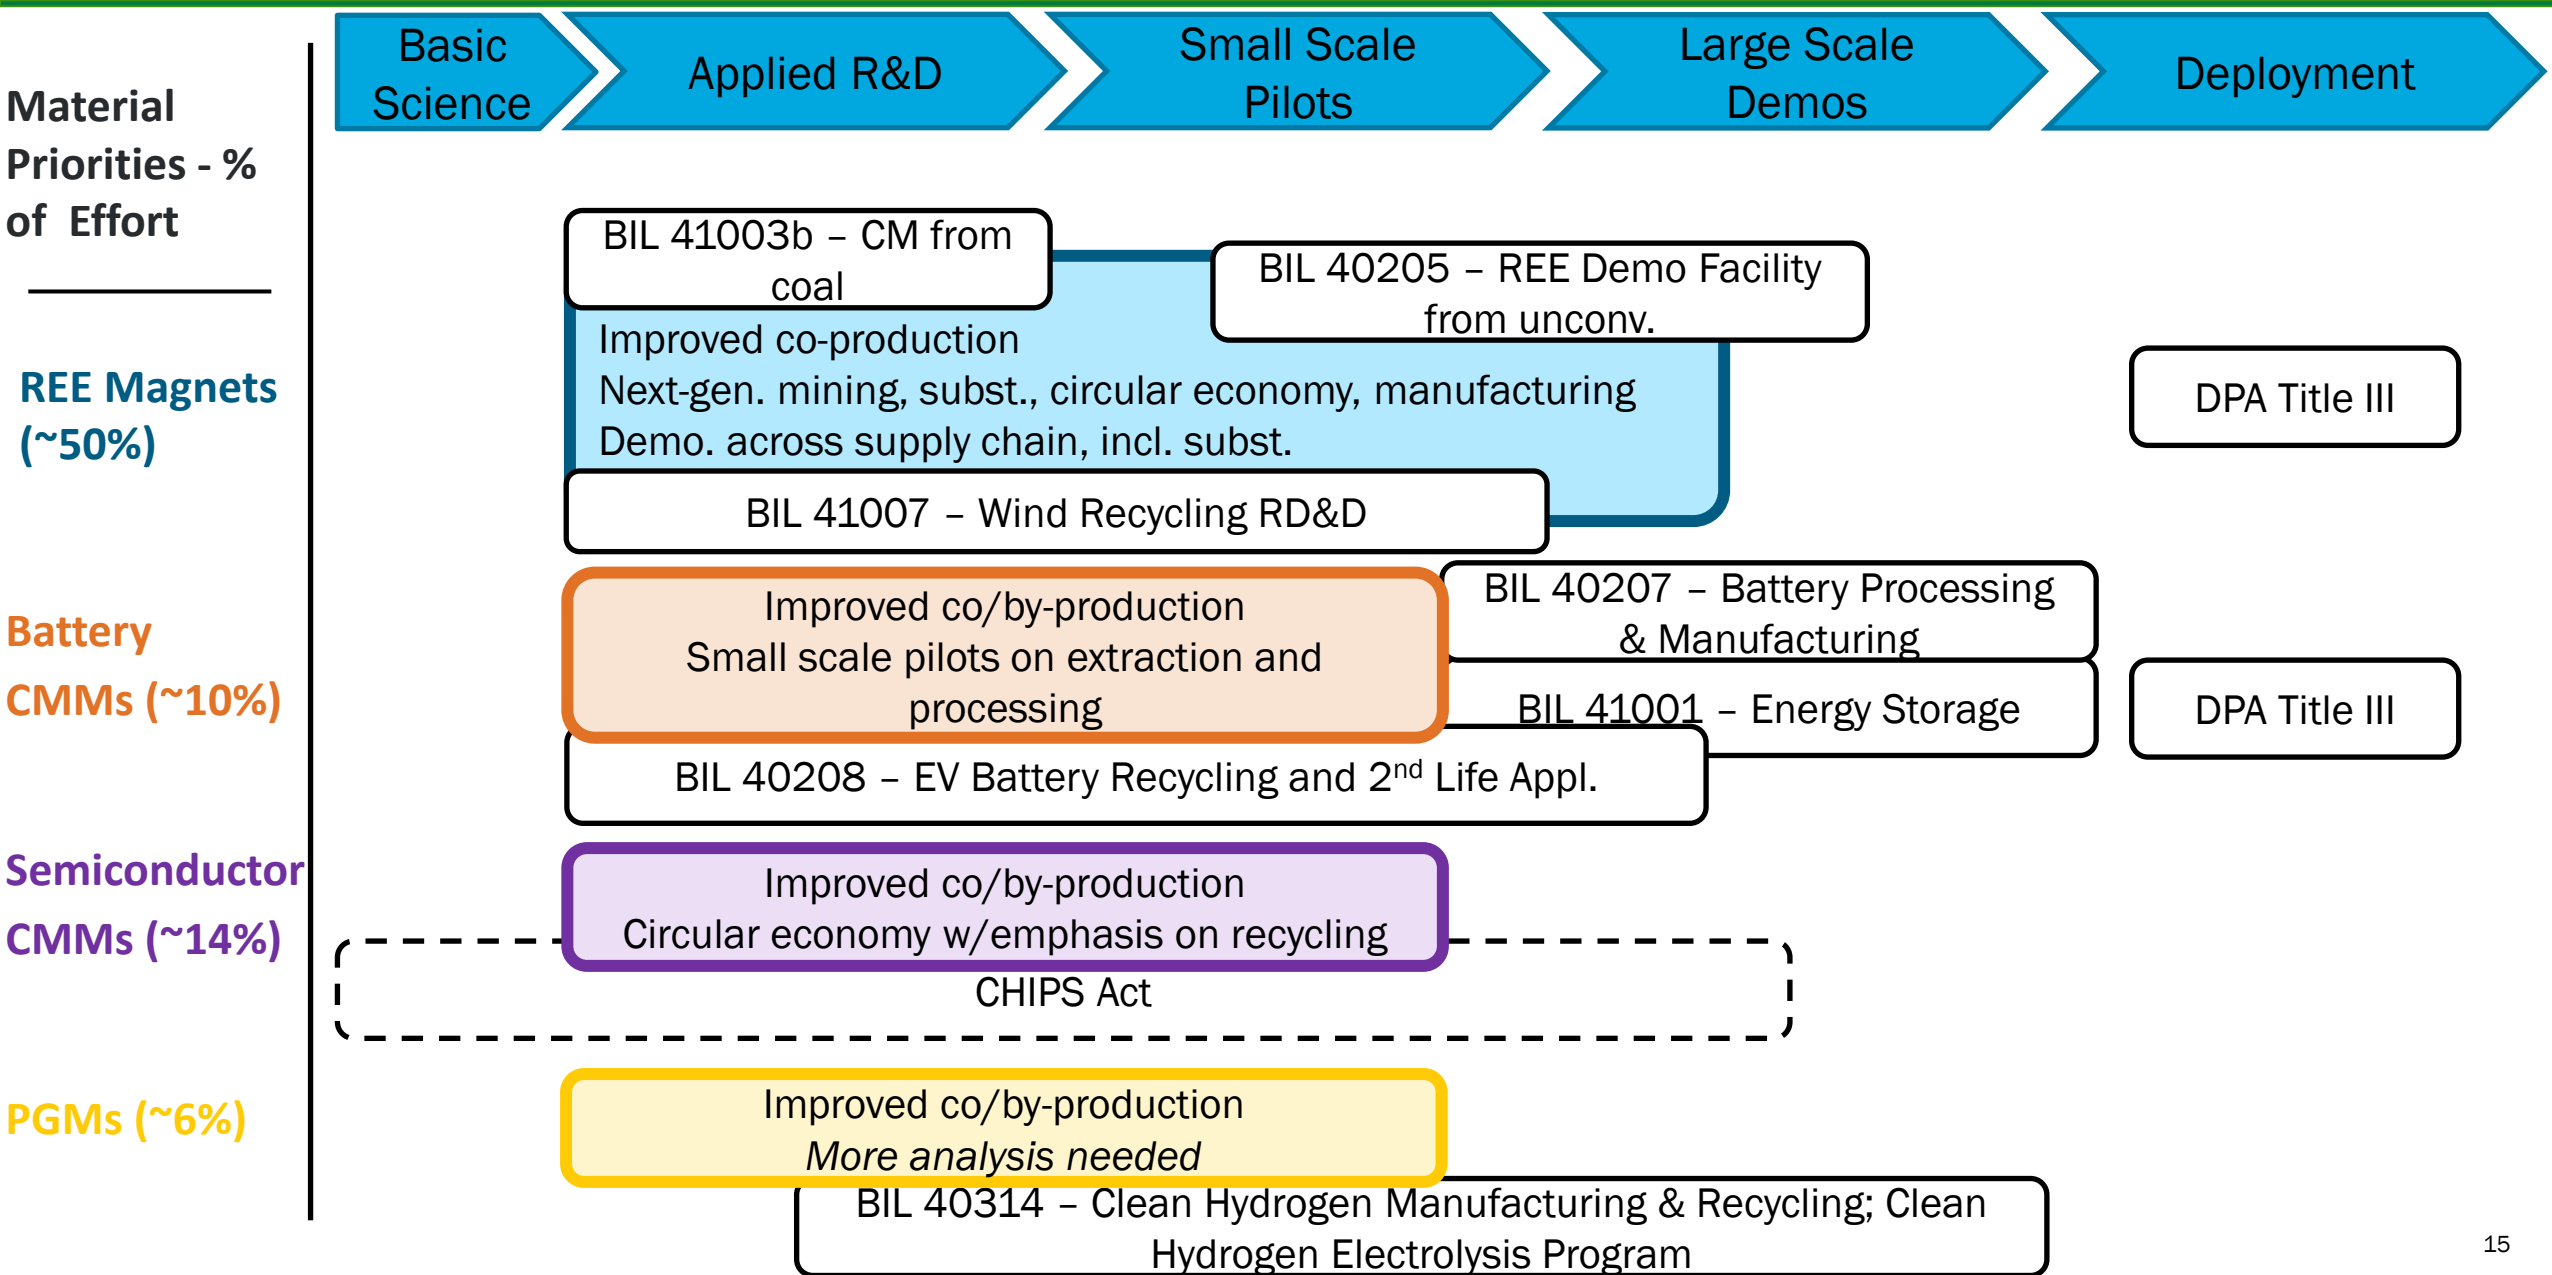 Basic
Science
Applied R&D
Small Scale
Pilots
Large Scale
Demos
Deployment
Material
Priorities - %
of Effort
REE Magnets
(~50%)
BIL 41003b – CM from
coal
BIL 40205 – REE Demo Facility
from unconv.
Improved co-production
Next-gen. mining, subst., circular economy, manufacturing
Demo. across supply chain, incl. subst.
BIL 41007 – Wind Recycling RD&D
DPA Title III
Battery
CMMs (~10%)
Improved co/by-production
Small scale pilots on extraction and
processing
BIL 40207 – Battery Processing
& Manufacturing
BIL 41001 – Energy Storage
BIL 40208 – EV Battery Recycling and 2nd Life Appl.
DPA Title III
Semiconductor
CMMs (~14%)
Improved co/by-production
Circular economy w/emphasis on recycling
CHIPS Act
PGMs (~6%)
Improved co/by-production
More analysis needed
BIL 40314 – Clean Hydrogen Manufacturing & Recycling; Clean
Hydrogen Electrolysis Program
15